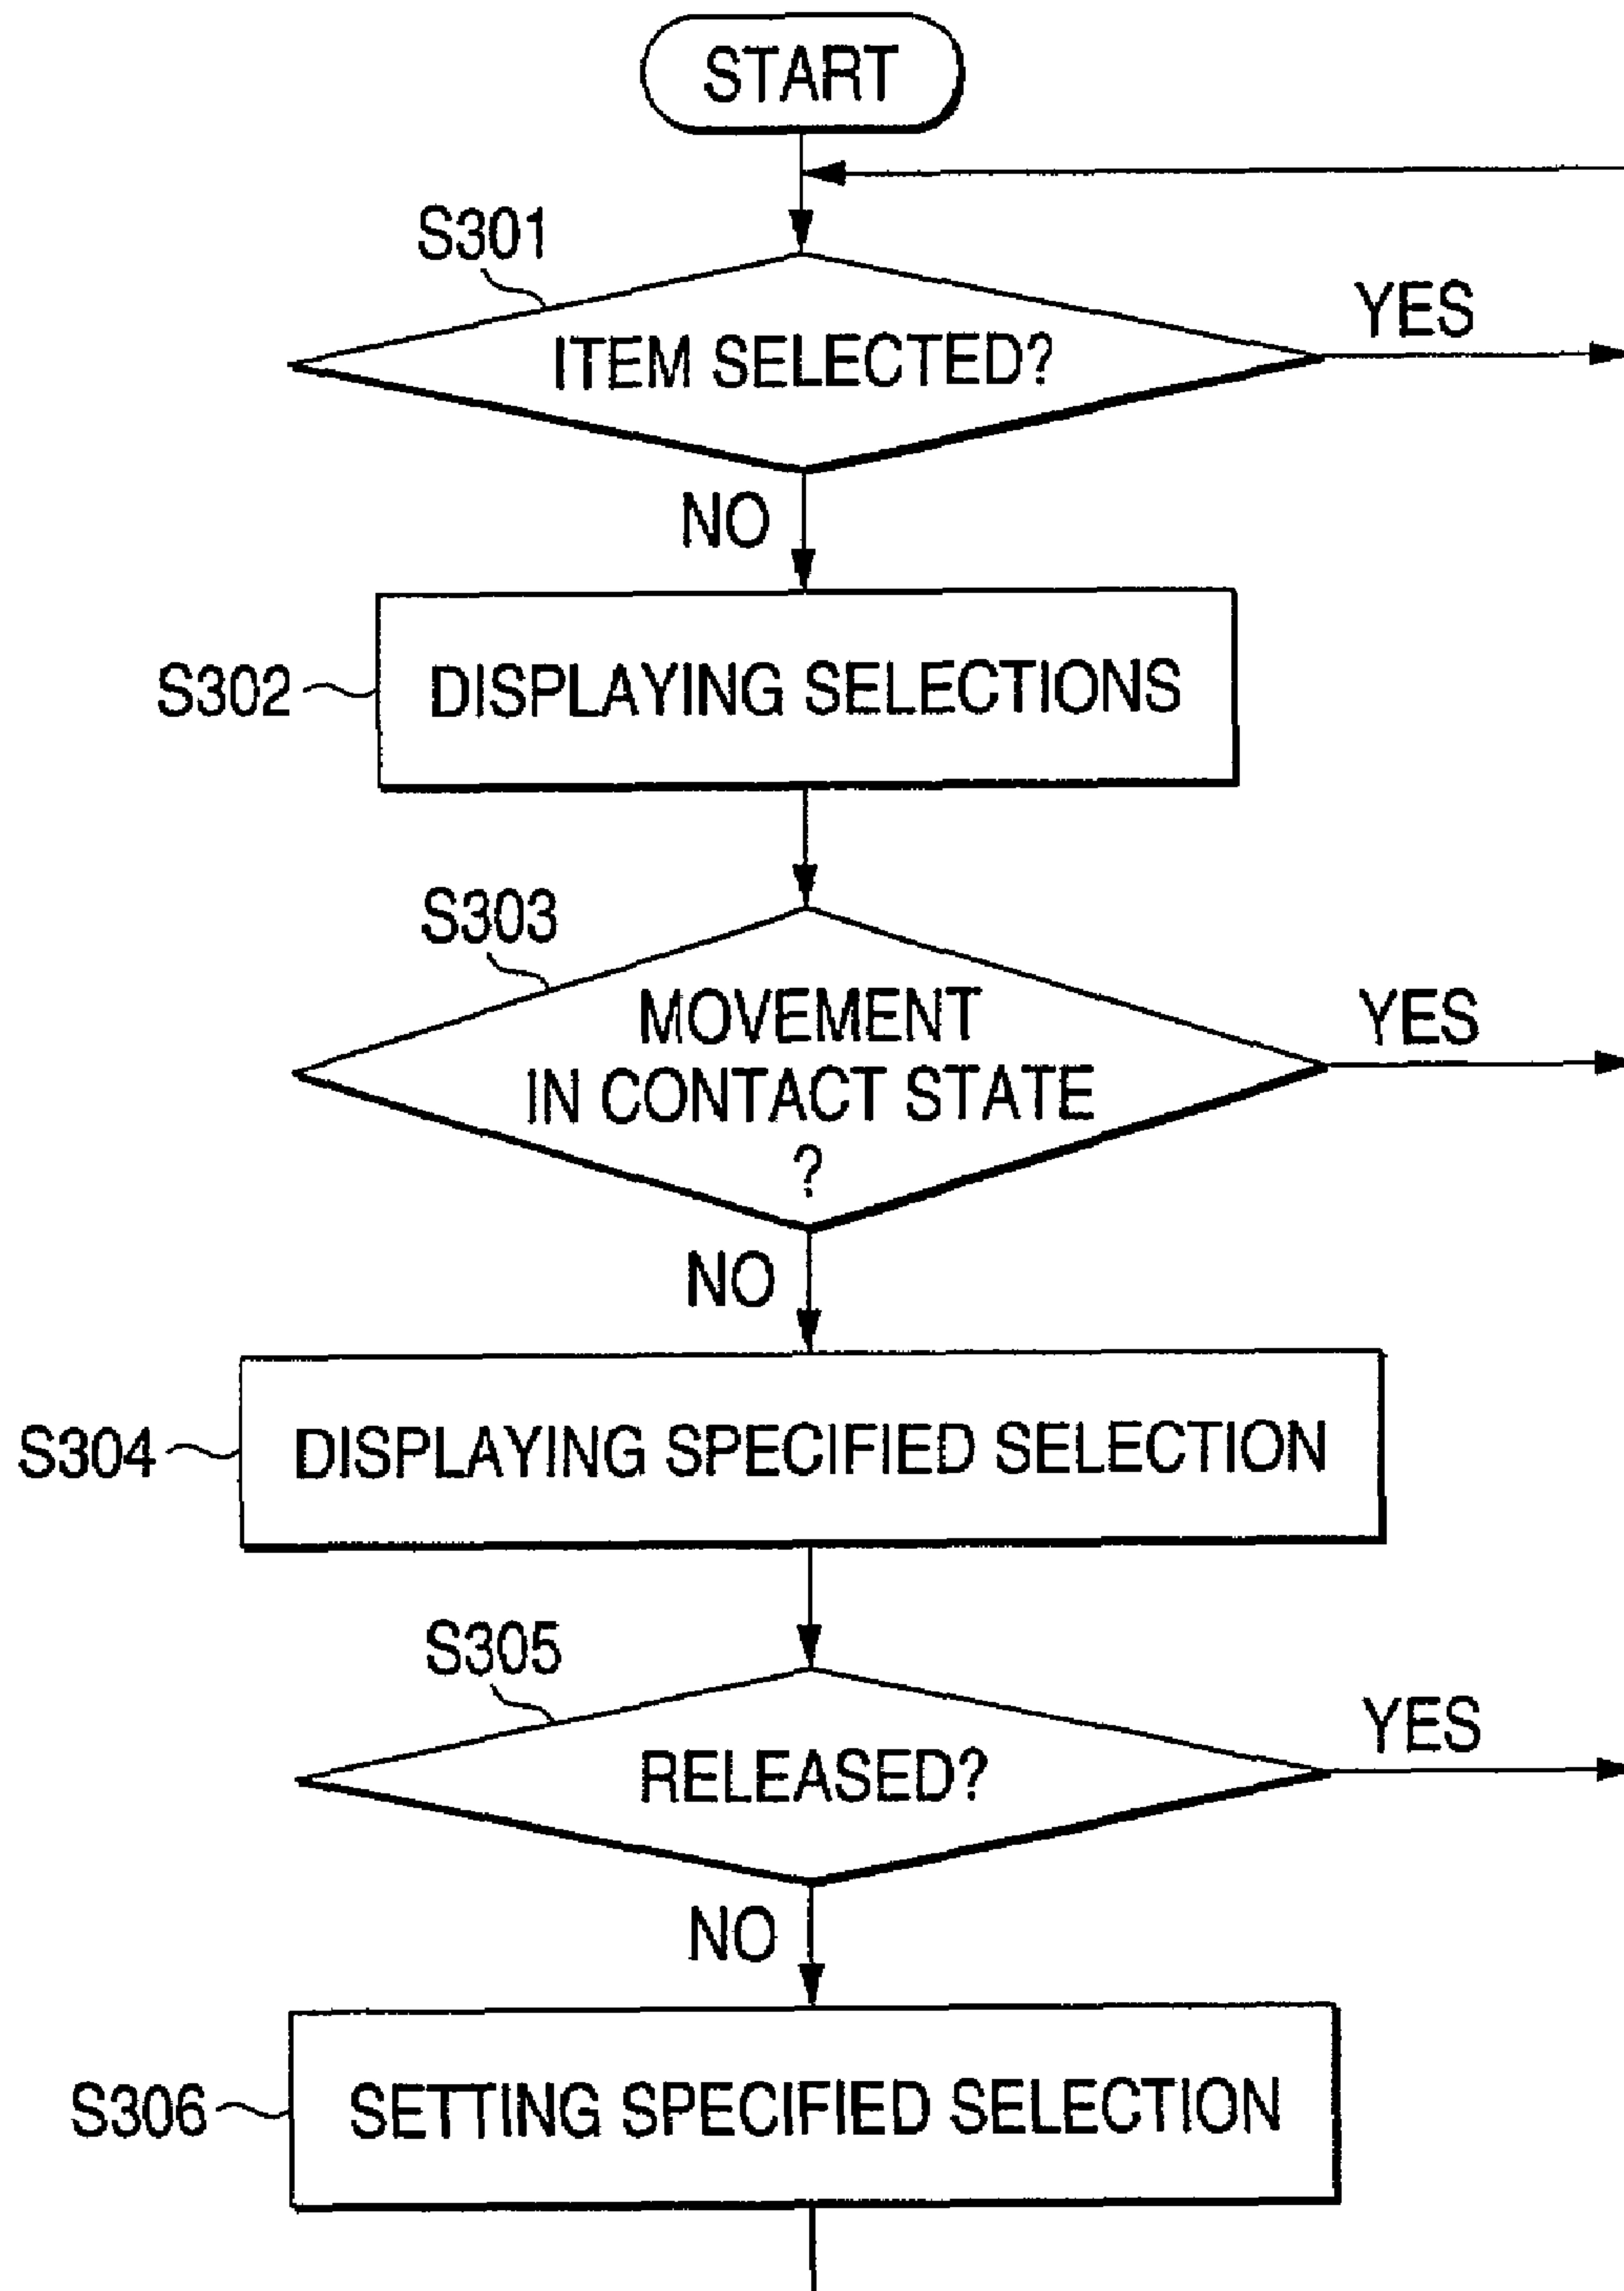 START
S301
ITEM SELECTED?
YES
NO
S302
DISPLAYING SELECTIONS
S303
MOVEMENT
IN CONTACT STATE
?
YES
NO
S304
DISPLAYING SPECIFIED SELECTION
S305
RELEASED?
YES
NO
S306
SETTING SPECIFIED SELECTION